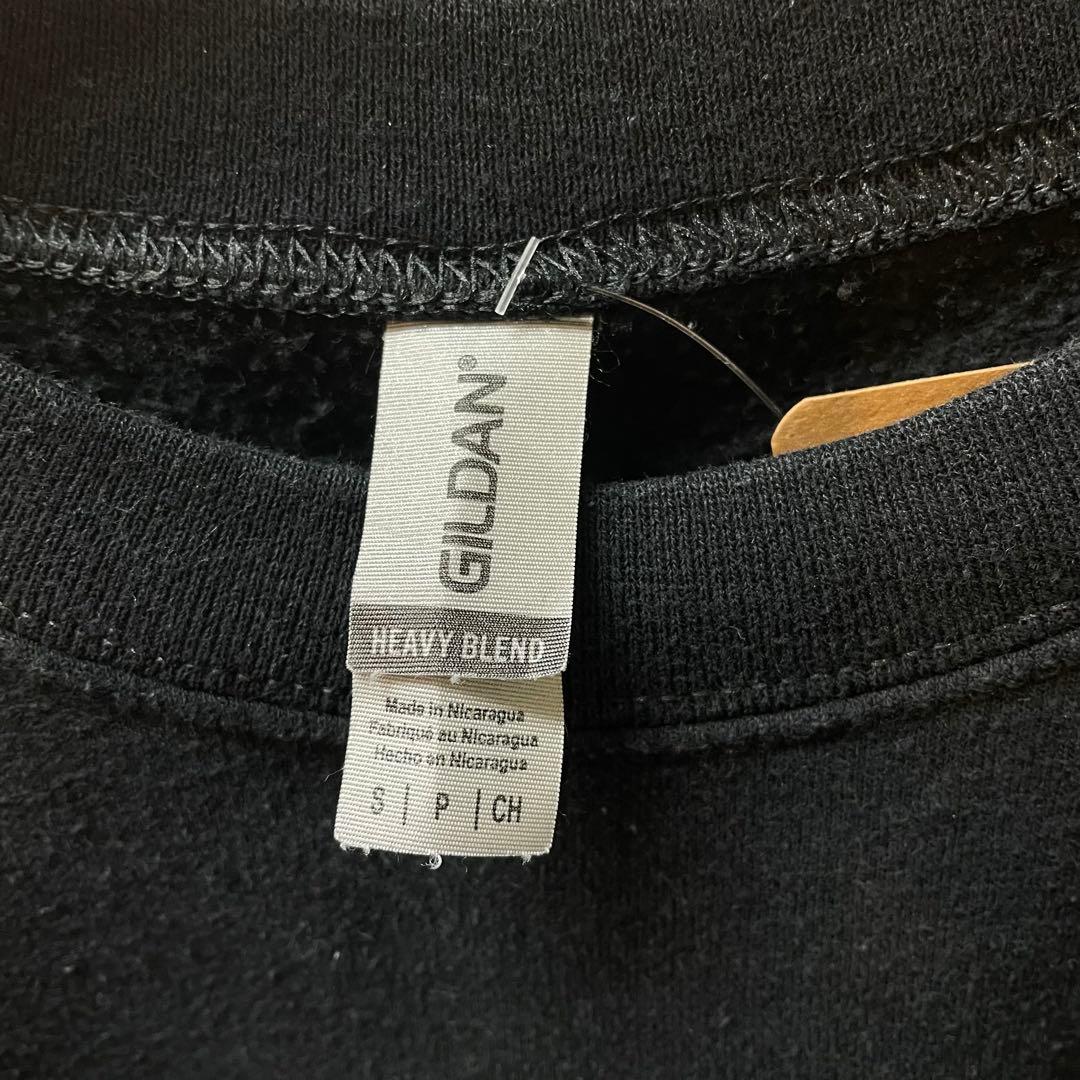 GILDAN®
HEAVY BLEND
Made in Nicaragua
Fabriqué au Nicaragua
Hecho en Nicaragua
S | P | CH